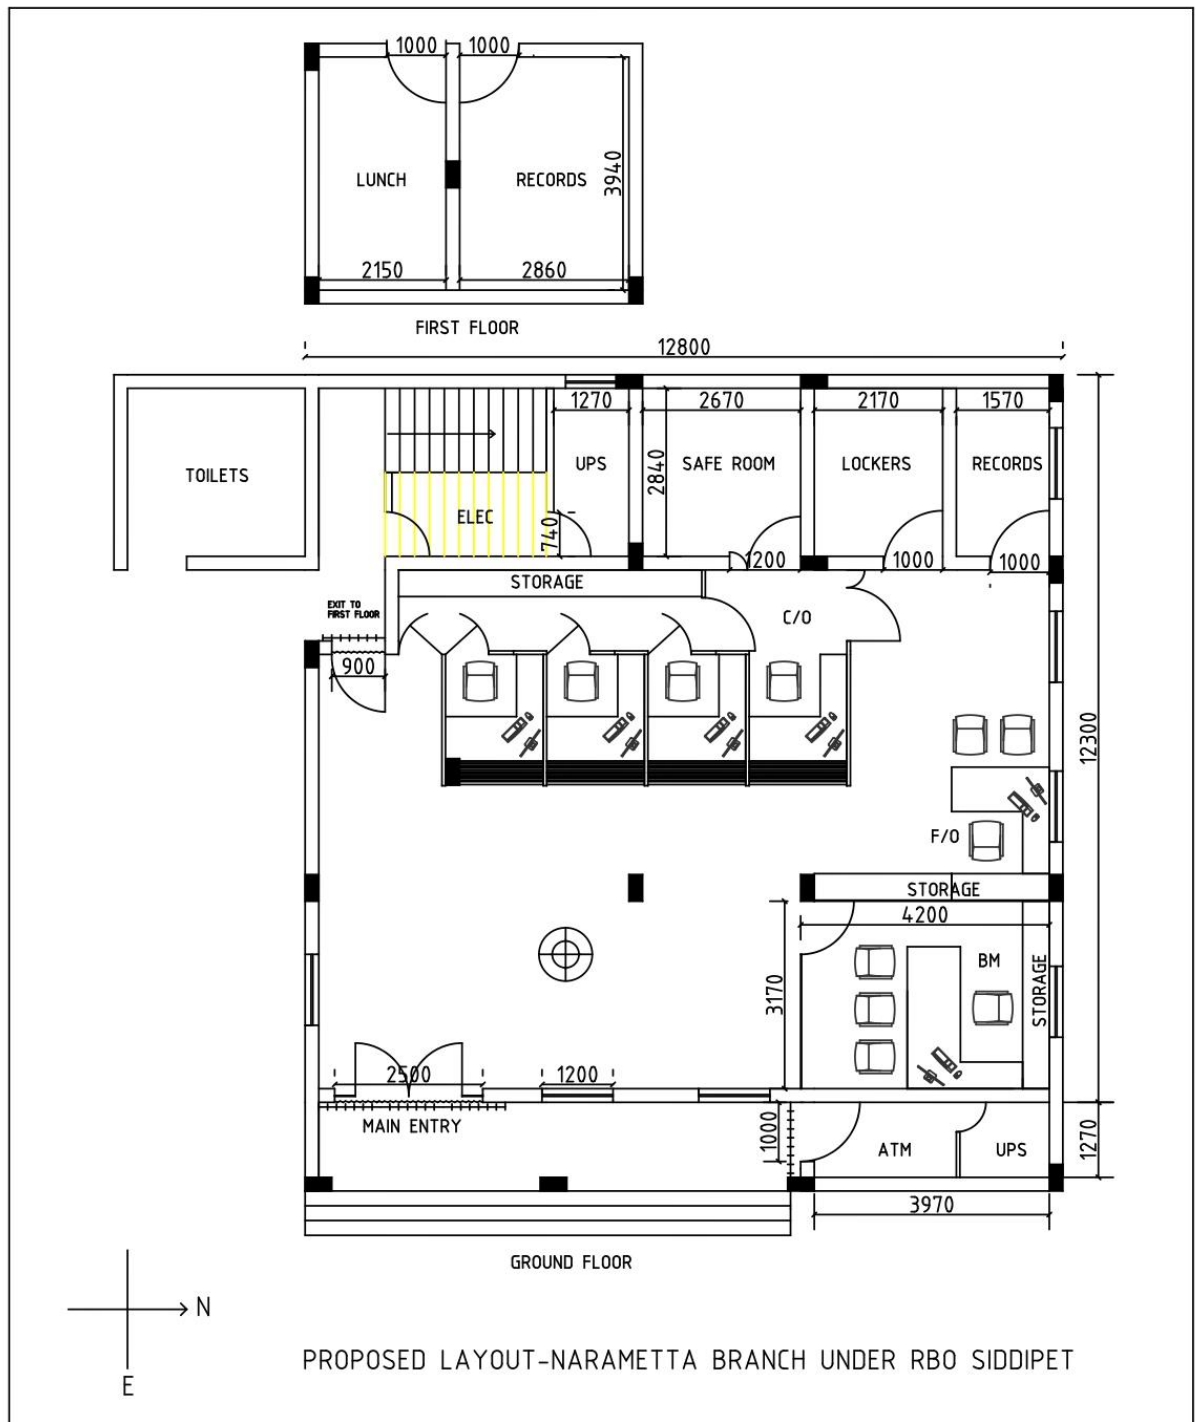 1000 1000
LUNCH RECORDS
3940
2150 2860
FIRST FLOOR
12800
1270 2670 2170 1570
TOILETS UPS 2840 SAFE ROOM LOCKERS RECORDS
ELEC 740
1200 1000 1000
STORAGE
EXIT TO
FIRST FLOOR
C/O
900
12300
F/O
STORAGE
4200
BM
3170
STORAGE
2500 1200
MAIN ENTRY
1000 ATM UPS 1270
3970
GROUND FLOOR
N
E
PROPOSED LAYOUT-NARAMETTA BRANCH UNDER RBO SIDDIPET